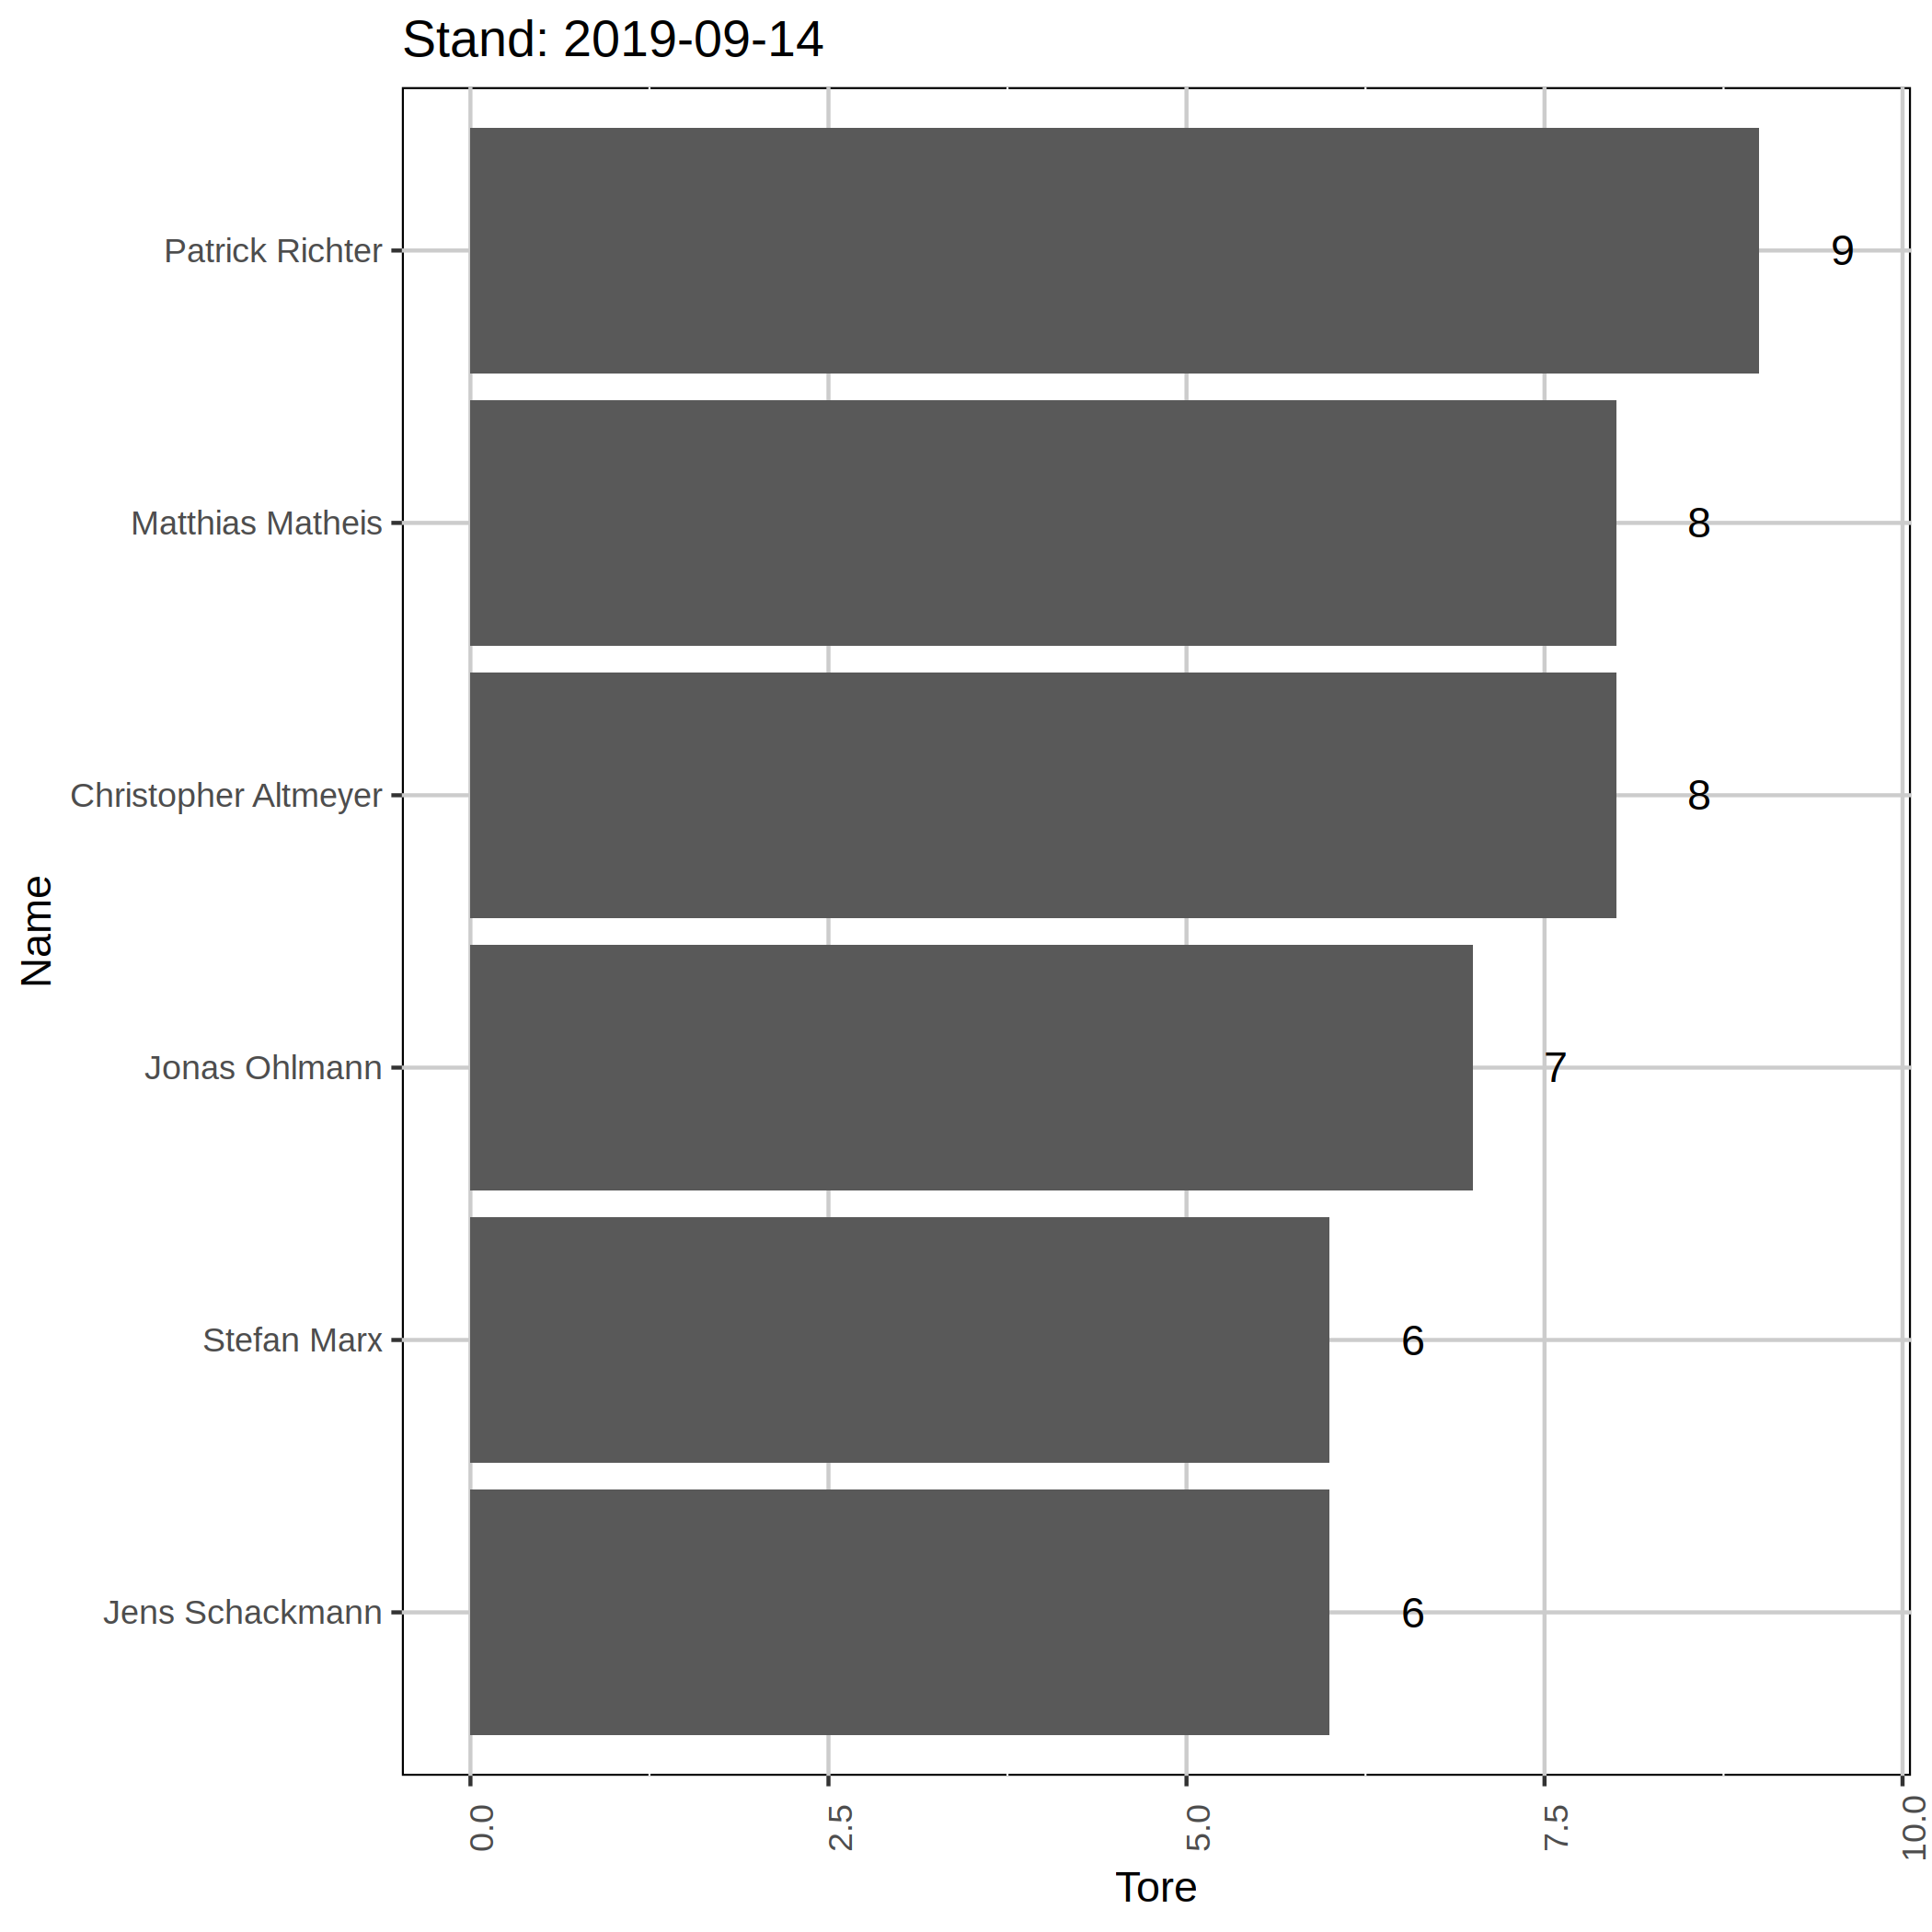 Stand: 2019-09-14
Name
Patrick Richter
9
Matthias Matheis
8
Christopher Altmeyer
8
Jonas Ohlmann
7
Stefan Marx
6
Jens Schackmann
6
0.0 2.5 5.0 7.5 10.0
Tore